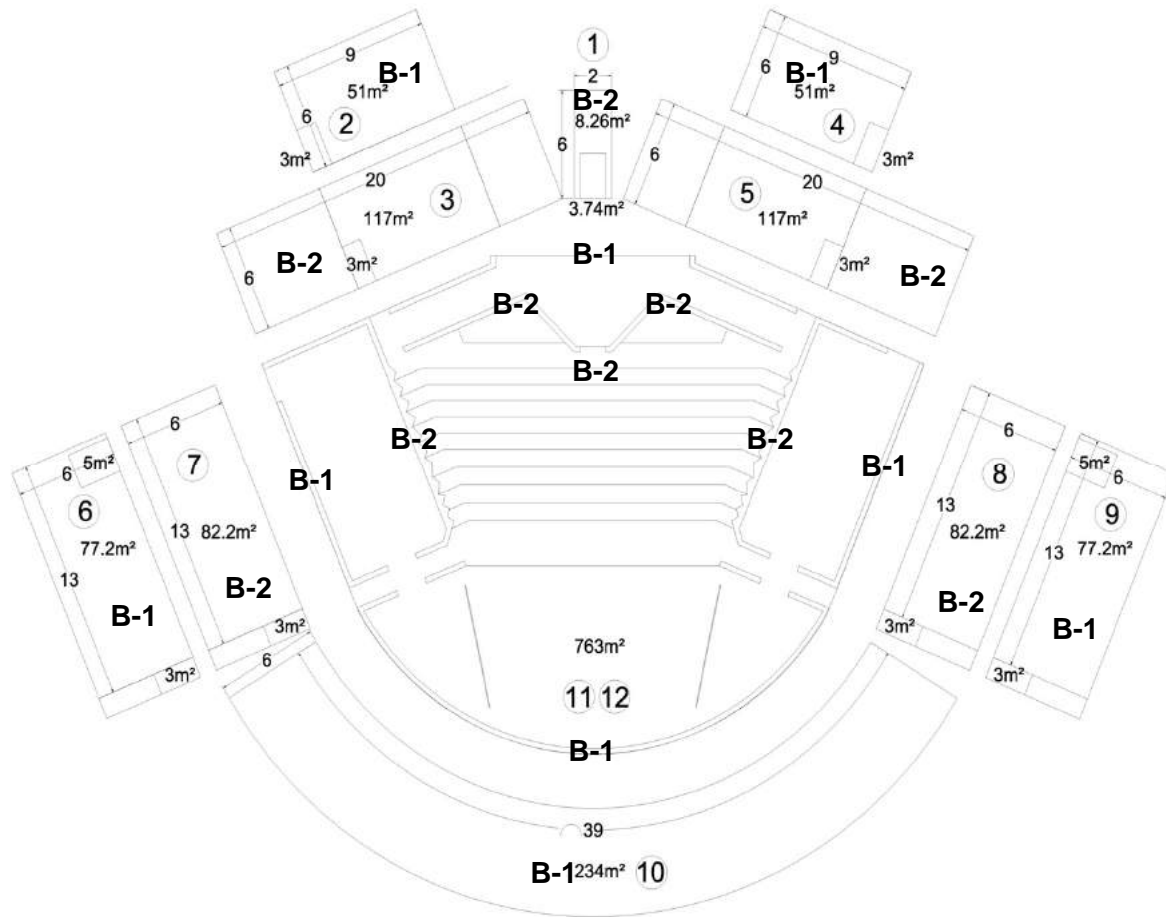 1
2
B-2
8.26m²
6
3.74m²
9
B-1
51m²
6
2
3m²
9
B-1
51m²
6
4
3m²
20
3
117m²
B-2
3m²
6
6
5
20
117m²
3m²
B-2
B-1
B-2
B-2
B-2
B-2
B-2
B-1
B-1
6
5m²
6
77.2m²
13
B-1
3m²
6
7
13
82.2m²
B-2
3m²
6
6
8
13
82.2m²
B-2
3m²
5m²
6
9
13
77.2m²
B-1
3m²
763m²
11 12
B-1
39
B-1 234m² 10